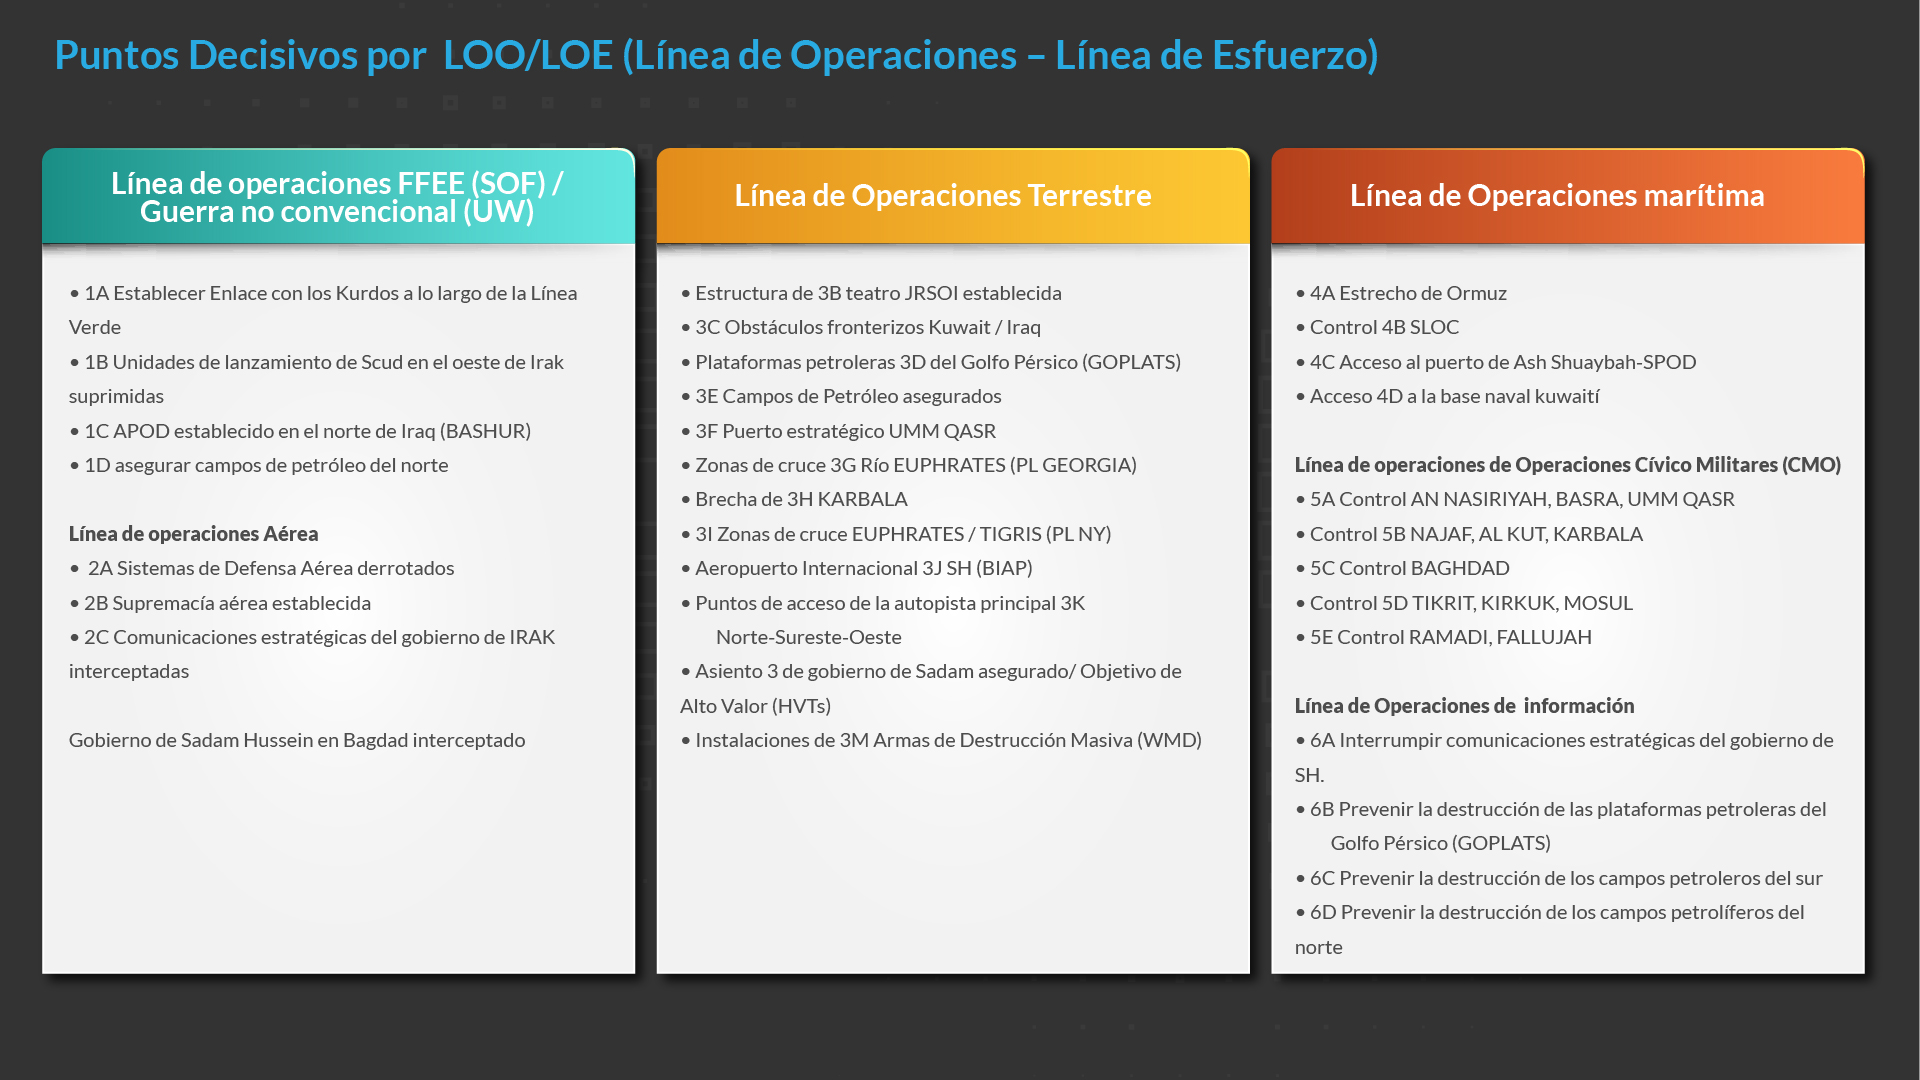 Puntos Decisivos por  LOO/LOE (Línea de Operaciones – Línea de Esfuerzo)
Línea de operaciones FFEE (SOF) /
Guerra no convencional (UW)
• 1A Establecer Enlace con los Kurdos a lo largo de la Línea
Verde
• 1B Unidades de lanzamiento de Scud en el oeste de Irak
suprimidas
• 1C APOD establecido en el norte de Iraq (BASHUR)
• 1D asegurar campos de petróleo del norte
Línea de operaciones Aérea
•  2A Sistemas de Defensa Aérea derrotados
• 2B Supremacía aérea establecida
• 2C Comunicaciones estratégicas del gobierno de IRAK
interceptadas
Gobierno de Sadam Hussein en Bagdad interceptado
Línea de Operaciones Terrestre
• Estructura de 3B teatro JRSOI establecida
• 3C Obstáculos fronterizos Kuwait / Iraq
• Plataformas petroleras 3D del Golfo Pérsico (GOPLATS)
• 3E Campos de Petróleo asegurados
• 3F Puerto estratégico UMM QASR
• Zonas de cruce 3G Río EUPHRATES (PL GEORGIA)
• Brecha de 3H KARBALA
• 3I Zonas de cruce EUPHRATES / TIGRIS (PL NY)
• Aeropuerto Internacional 3J SH (BIAP)
• Puntos de acceso de la autopista principal 3K
Norte-Sureste-Oeste
• Asiento 3 de gobierno de Sadam asegurado/ Objetivo de
Alto Valor (HVTs)
• Instalaciones de 3M Armas de Destrucción Masiva (WMD)
Línea de Operaciones marítima
• 4A Estrecho de Ormuz
• Control 4B SLOC
• 4C Acceso al puerto de Ash Shuaybah-SPOD
• Acceso 4D a la base naval kuwaití
Línea de operaciones de Operaciones Cívico Militares (CMO)
• 5A Control AN NASIRIYAH, BASRA, UMM QASR
• Control 5B NAJAF, AL KUT, KARBALA
• 5C Control BAGHDAD
• Control 5D TIKRIT, KIRKUK, MOSUL
• 5E Control RAMADI, FALLUJAH
Línea de Operaciones de  información
• 6A Interrumpir comunicaciones estratégicas del gobierno de
SH.
• 6B Prevenir la destrucción de las plataformas petroleras del
Golfo Pérsico (GOPLATS)
• 6C Prevenir la destrucción de los campos petroleros del sur
• 6D Prevenir la destrucción de los campos petrolíferos del
norte